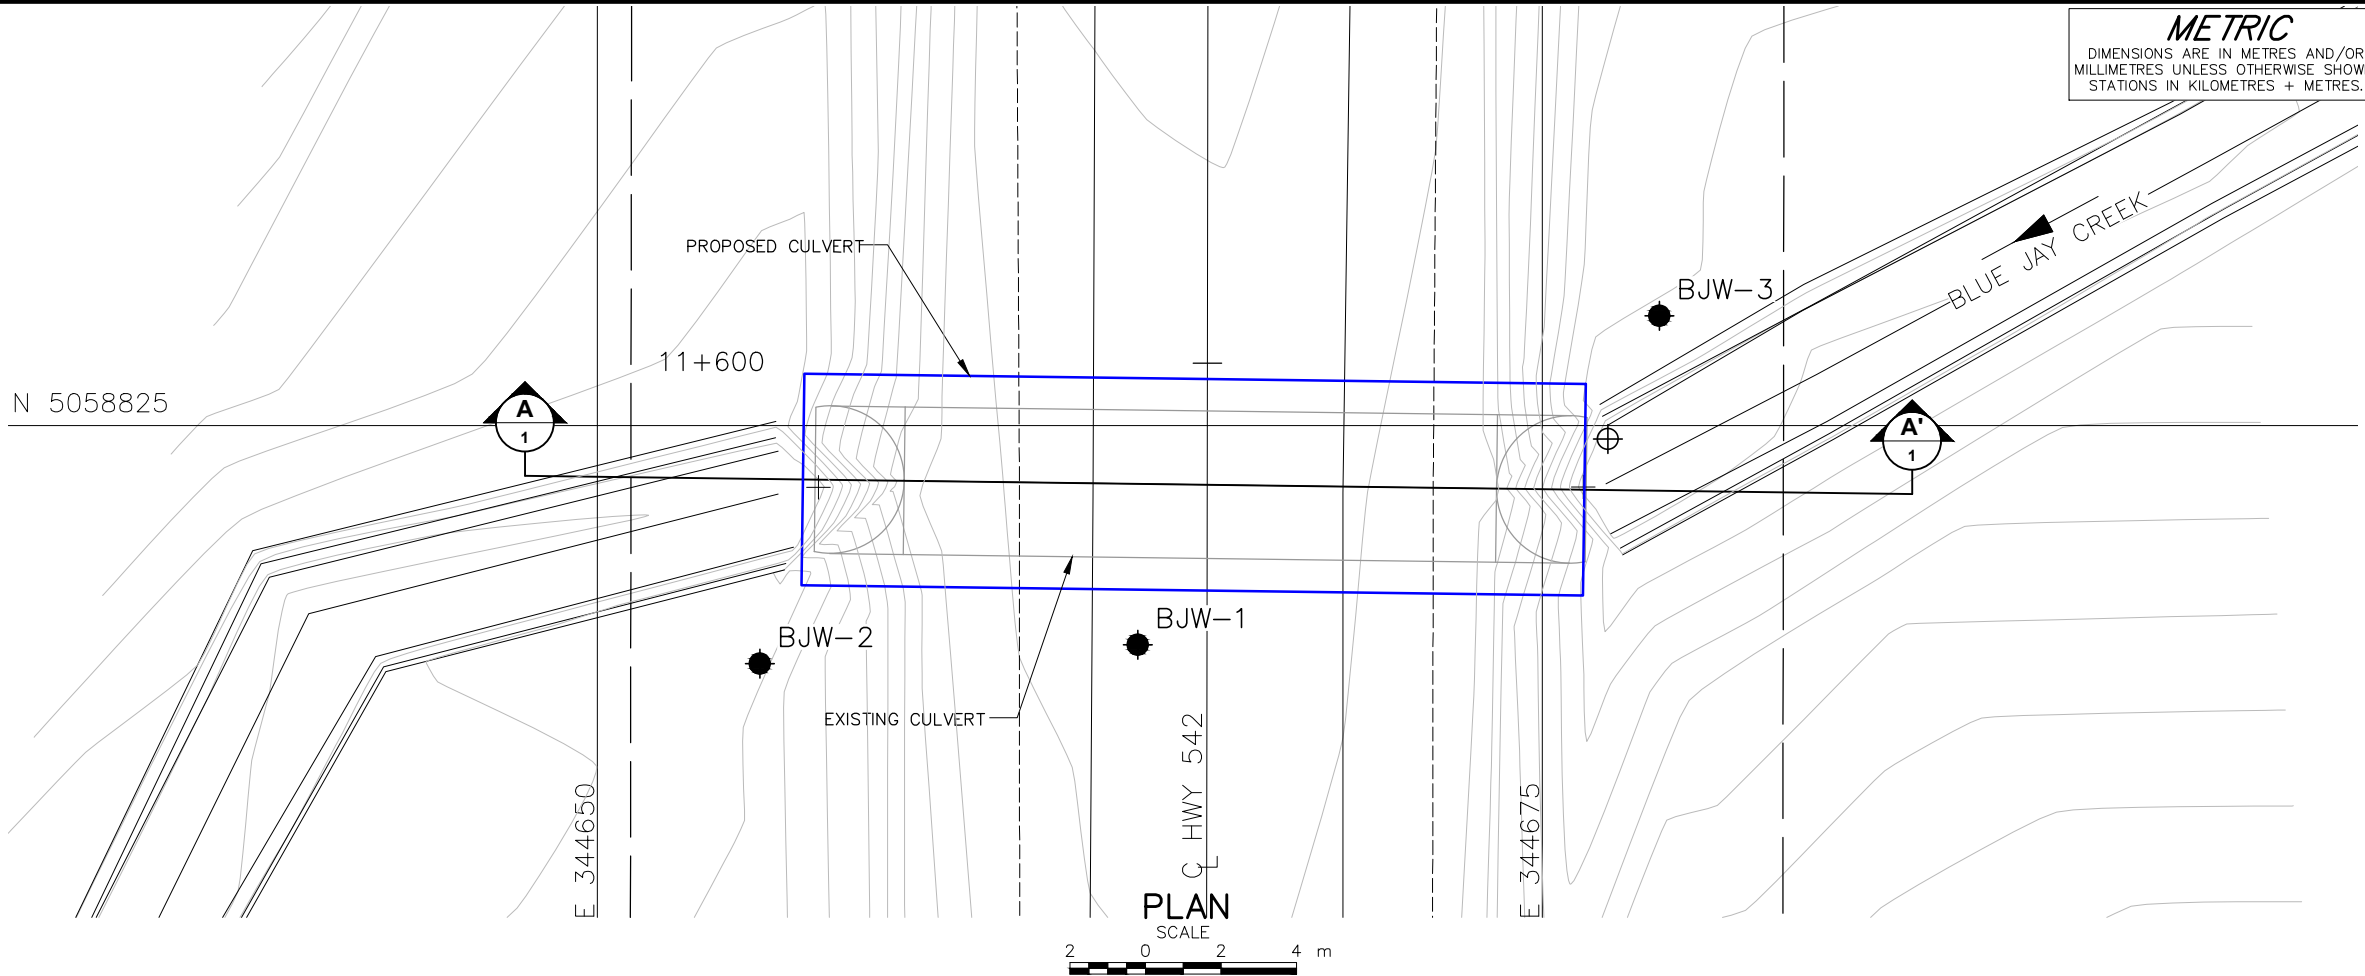 METRIC
DIMENSIONS ARE IN METRES AND/OR
MILLIMETRES UNLESS OTHERWISE SHOW
STATIONS IN KILOMETRES + METRES.
BLUE JAY CREEK
PROPOSED CULVERT
BJW-3
11+600
N 5058825
A
1
A'
1
BJW-1
BJW-2
EXISTING CULVERT
E 344650
CL HWY 542
E 344675
PLAN
SCALE
2 0 2 4 m